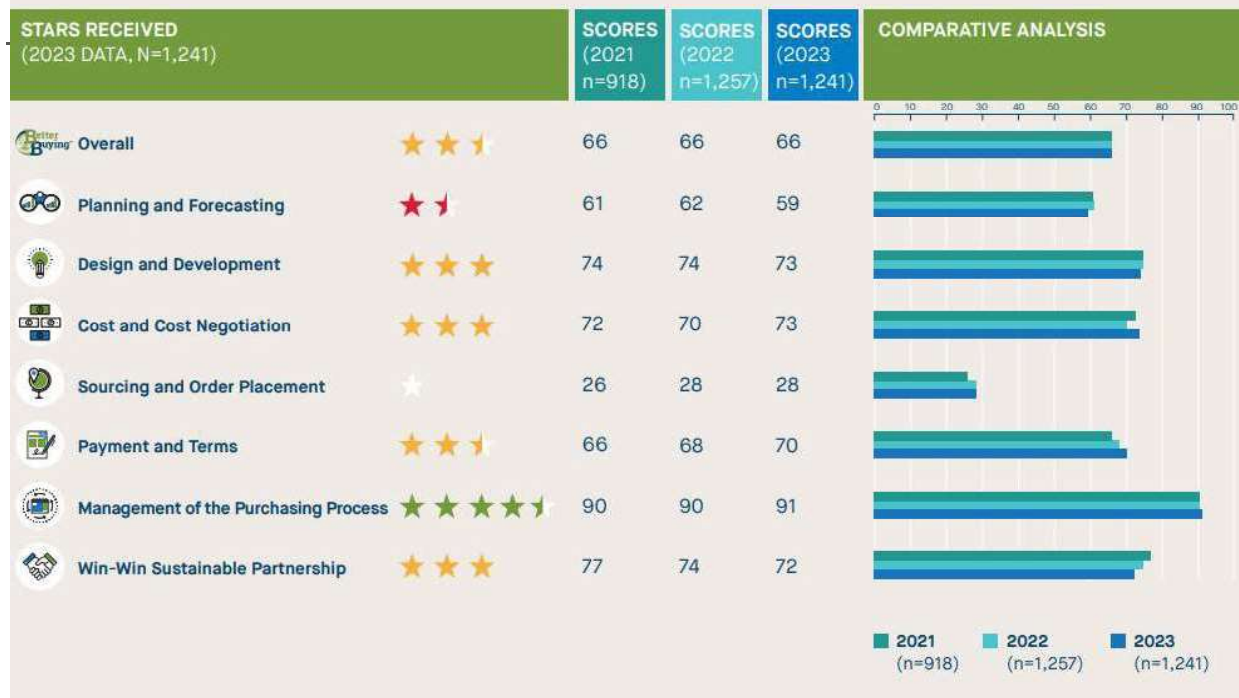 STARS RECEIVED
(2023 DATA, N=1,241)
SCORES
(2021
n=918)
SCORES
(2022
n=1,257)
SCORES
(2023
n=1,241)
COMPARATIVE ANALYSIS
0 10 20 30 40 50 60 70 80 90 100
Better Buying Overall 66 66 66
Planning and Forecasting 61 62 59
Design and Development 74 74 73
Cost and Cost Negotiation 72 70 73
Sourcing and Order Placement 26 28 28
Payment and Terms 66 68 70
Management of the Purchasing Process 90 90 91
Win-Win Sustainable Partnership 77 74 72
2021 2022 2023
(n=918) (n=1,257) (n=1,241)